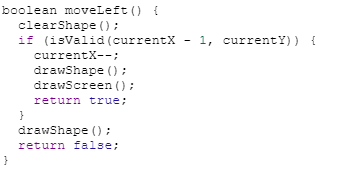 boolean moveLeft() {
  clearShape();
  if (isValid(currentX - 1, currentY)) {
    currentX--;
    drawShape();
    drawScreen();
    return true;
  }
  drawShape();
  return false;
}